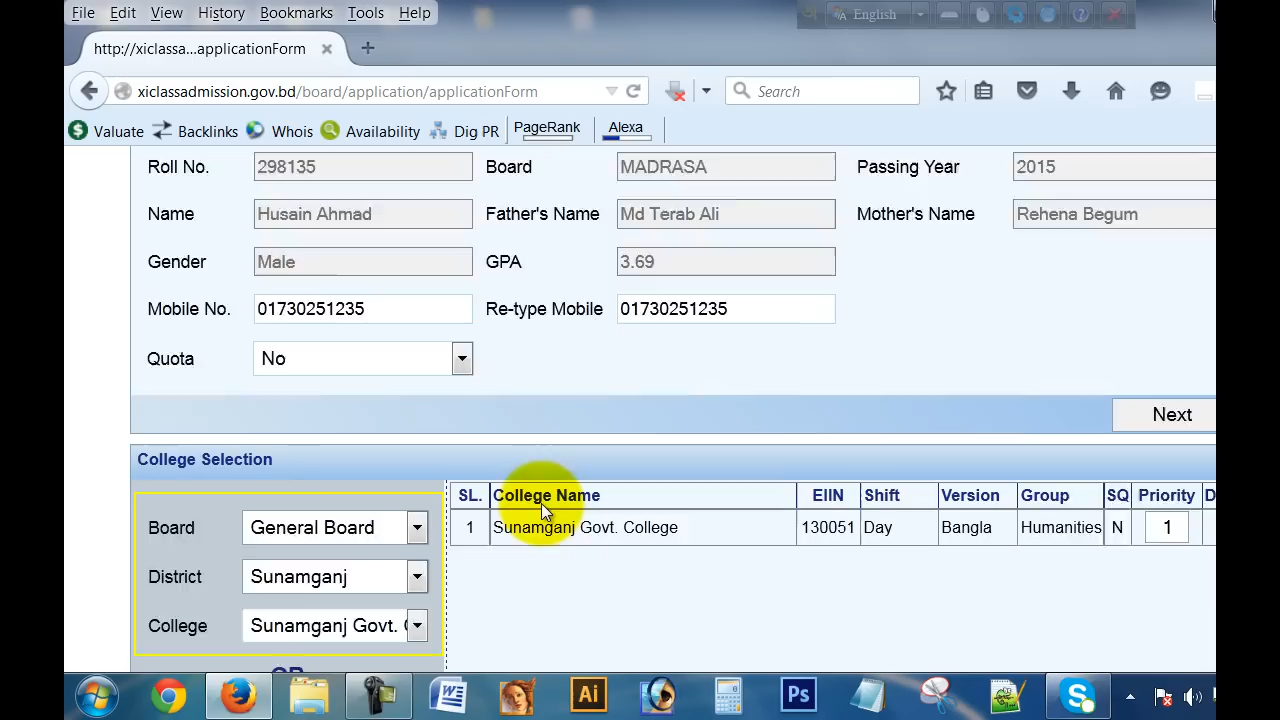 File Edit View History Bookmarks Tools Help
English
http://xiclassa...applicationForm
xiclassadmission.gov.bd/board/application/applicationForm
Search
Valuate Backlinks Whois Availability Dig PR PageRank Alexa
Roll No. 298135 Board MADRASA Passing Year 2015
Name Husain Ahmad Father's Name Md Terab Ali Mother's Name Rehena Begum
Gender Male GPA 3.69
Mobile No. 01730251235 Re-type Mobile 01730251235
Quota No
Next
College Selection
SL. College Name EIIN Shift Version Group SQ Priority D
1 Sunamganj Govt. College 130051 Day Bangla Humanities N 1
Board General Board
District Sunamganj
College Sunamganj Govt.
OR
W Ai Ps S